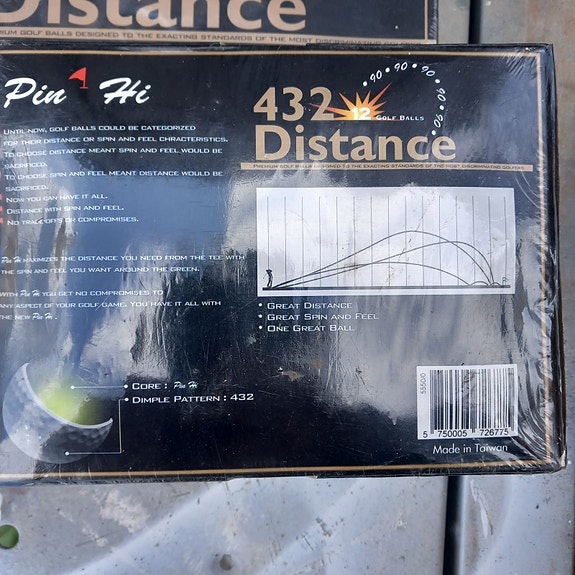 Distance
PREMIUM GOLF BALLS DESIGNED TO THE EXACTING STANDARDS OF THE MOST DISCRIMINATING
Pin Hi
UNTIL NOW, GOLF BALLS COULD BE CATEGORIZED
FOR THEIR DISTANCE OR SPIN AND FEEL CHRACTERISTICS.
TO CHOOSE DISTANCE MEANT SPIN AND FEEL WOULD BE
SACRIFICED.
TO CHOOSE SPIN AND FEEL MEANT DISTANCE WOULD BE
SACRIFICED.
NOW YOU CAN HAVE IT ALL.
DISTANCE WITH SPIN AND FEEL.
NO TRADEOFFS OR COMPROMISES.
Pin Hi MAXIMIZES THE DISTANCE YOU NEED FROM THE TEE WITH
THE SPIN AND FEEL YOU WANT AROUND THE GREEN.
WITH Pin Hi YOU GET NO COMPROMISES TO
ANY ASPECT OF YOUR GOLF GAME. YOU HAVE IT ALL WITH
THE NEW Pin Hi.
• CORE : Pin Hi
• DIMPLE PATTERN : 432
• 90 • 90 • 90 • 90 • 90 •
432
12 GOLF BALLS
Distance
PREMIUM GOLF BALLS DESIGNED TO THE EXACTING STANDARDS OF THE MOST DISCRIMINATING GOLFERS
• GREAT DISTANCE
• GREAT SPIN AND FEEL
• ONE GREAT BALL
5 750005 726775
Made in Taiwan